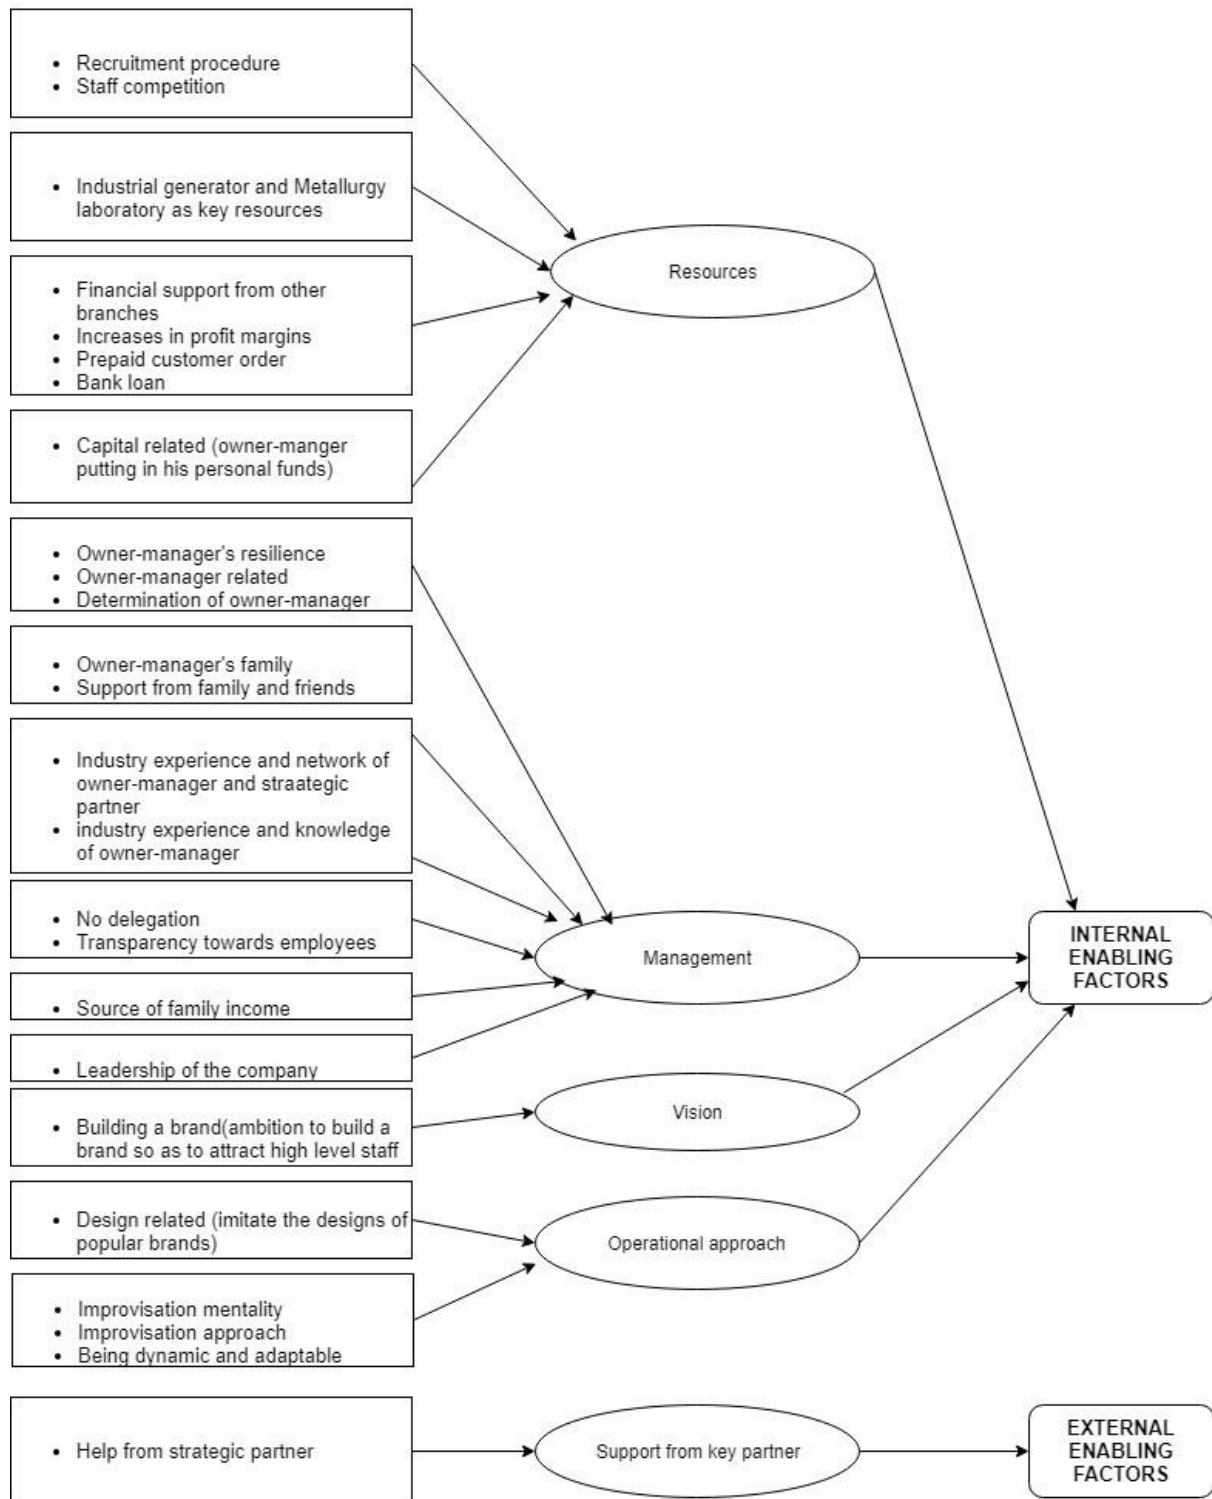 Recruitment procedure
Staff competition
Industrial generator and Metallurgy
laboratory as key resources
Financial support from other
branches
Increases in profit margins
Prepaid customer order
Bank loan
Capital related (owner-manger
putting in his personal funds)
Owner-manager's resilience
Owner-manager related
Determination of owner-manager
Owner-manager's family
Support from family and friends
Industry experience and network of
owner-manager and straategic
partner
industry experience and knowledge
of owner-manager
No delegation
Transparency towards employees
Source of family income
Leadership of the company
Building a brand(ambition to build a
brand so as to attract high level staff
Design related (imitate the designs of
popular brands)
Improvisation mentality
Improvisation approach
Being dynamic and adaptable
Help from strategic partner
Resources
Management
Vision
Operational approach
Support from key partner
INTERNAL
ENABLING
FACTORS
EXTERNAL
ENABLING
FACTORS